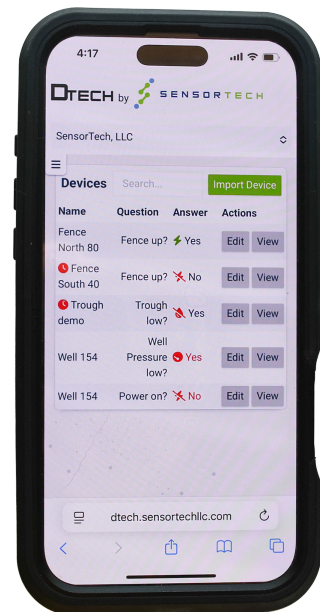 4:17
DTECH by SENSORTECH
SensorTech, LLC
Devices Search... Import Device
Name Question Answer Actions
Fence North 80 Fence up? Yes Edit View
Fence South 40 Fence up? No Edit View
Trough demo Trough low? Yes Edit View
Well 154 Well Pressure low? Yes Edit View
Well 154 Power on? No Edit View
dtech.sensortechllc.com